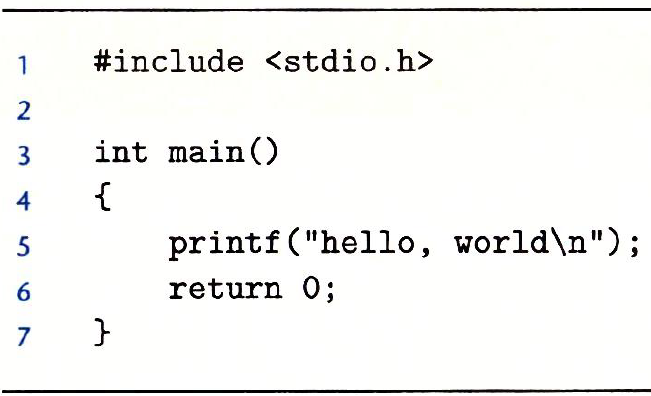 1 #include <stdio.h>
2
3 int main()
4 {
5 printf("hello, world\n");
6 return 0;
7 }